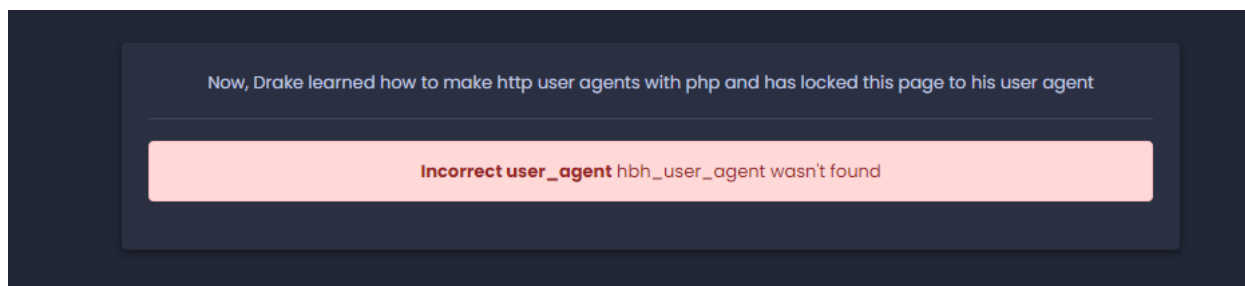 Now, Drake learned how to make http user agents with php and has locked this page to his user agent
Incorrect user_agent hbh_user_agent wasn't found